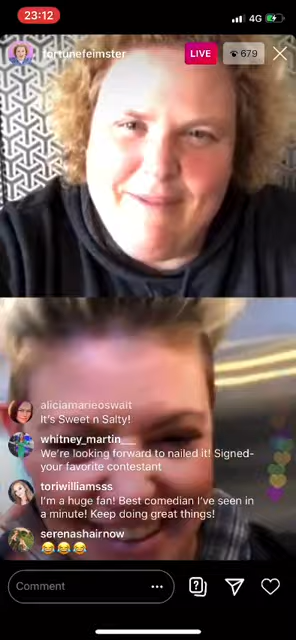 23:12
4G
fortunefeimster
LIVE
679
aliciamarieoswalt
It's Sweet n Salty!
whitney_martin__
We're looking forward to nailed it! Signed-
your favorite contestant
toriwilliamsss
I'm a huge fan! Best comedian I've seen in
a minute! Keep doing great things!
serenashairnow
😂😂😂
Comment